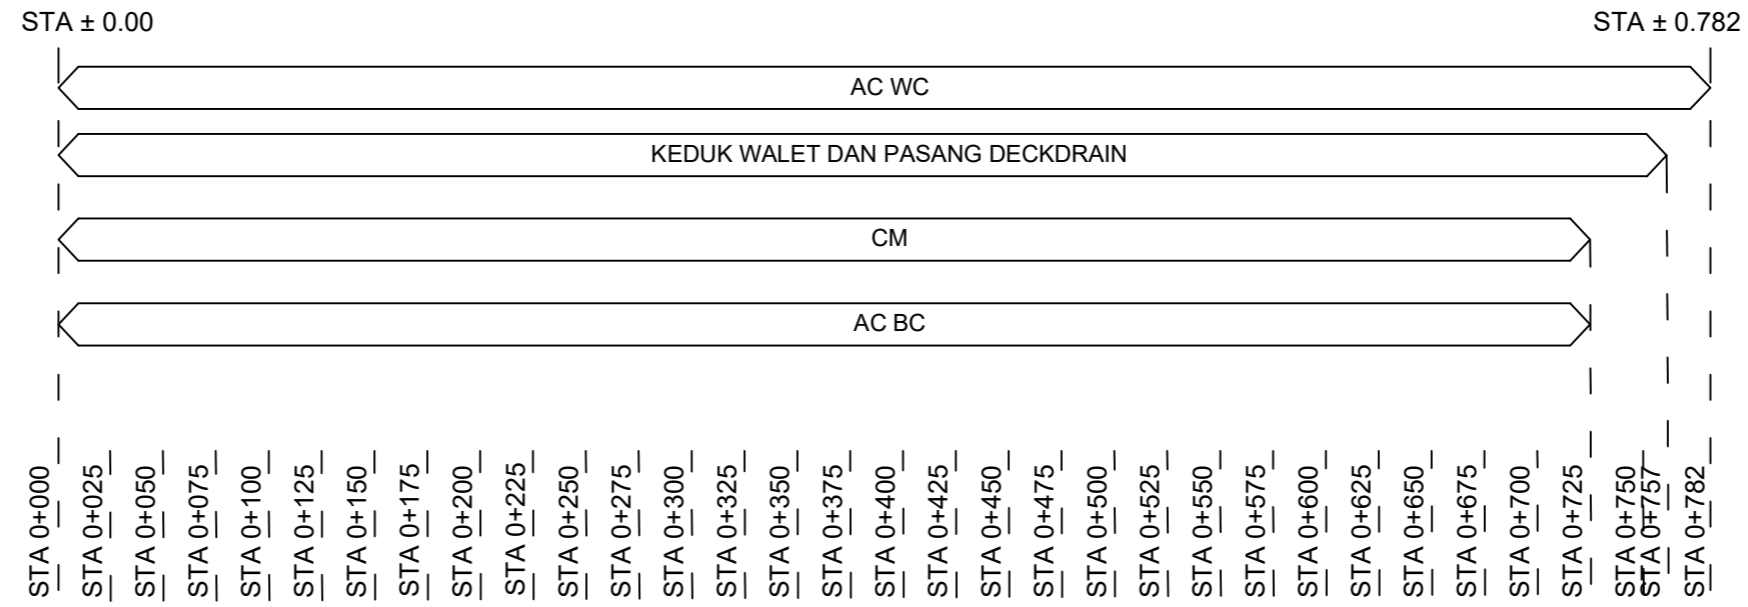 STA ± 0.00
STA ± 0.782
AC WC
KEDUK WALET DAN PASANG DECKDRAIN
CM
AC BC
STA 0+000
STA 0+025
STA 0+050
STA 0+075
STA 0+100
STA 0+125
STA 0+150
STA 0+175
STA 0+200
STA 0+225
STA 0+250
STA 0+275
STA 0+300
STA 0+325
STA 0+350
STA 0+375
STA 0+400
STA 0+425
STA 0+450
STA 0+475
STA 0+500
STA 0+525
STA 0+550
STA 0+575
STA 0+600
STA 0+625
STA 0+650
STA 0+675
STA 0+700
STA 0+725
STA 0+750
STA 0+757
STA 0+782